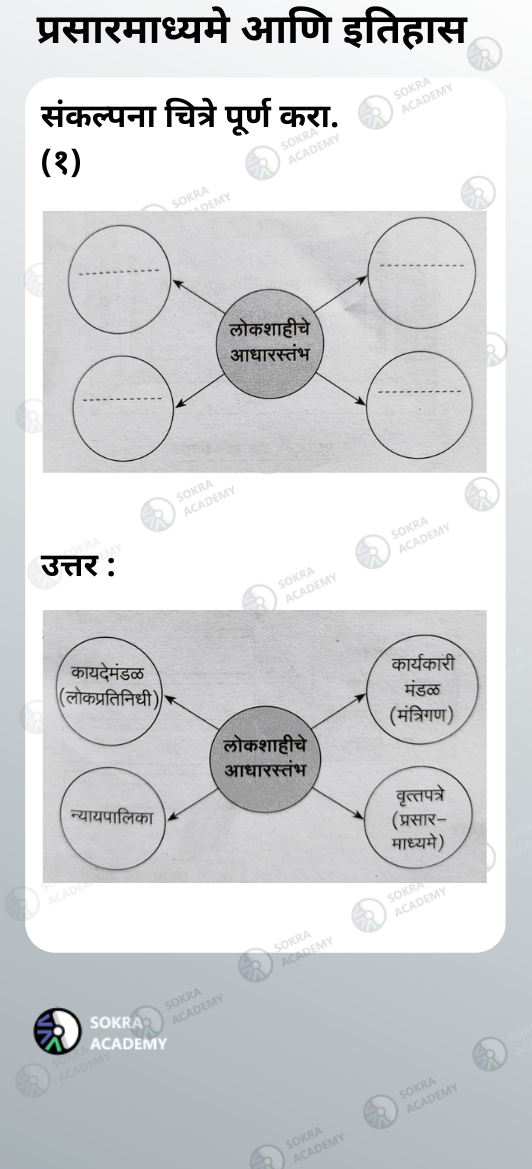 प्रसारमाध्यमे आणि इतिहास
संकल्पना चित्रे पूर्ण करा.
(१)
लोकशाहीचे
आधारस्तंभ
उत्तर :
कायदेमंडळ
(लोकप्रतिनिधी)
कार्यकारी
मंडळ
(मंत्रिगण)
लोकशाहीचे
आधारस्तंभ
न्यायपालिका
वृत्तपत्रे
(प्रसार-
माध्यमे)
SOKRA
ACADEMY